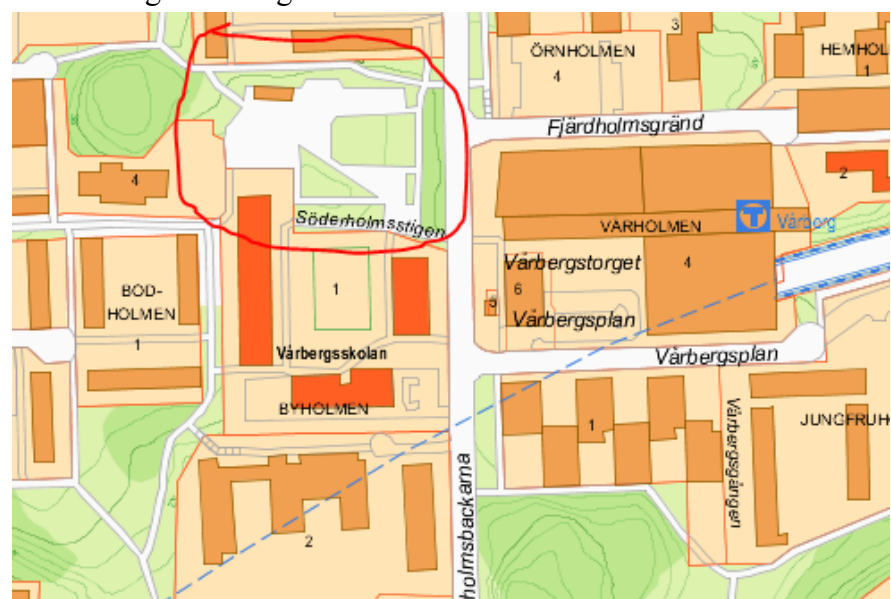 3
ÖRNHOLMEN
4
HEMHOL
1
Fjärdholmsgränd
2
4
Söderholmsstigen
VÅRHOLMEN
T
Vårberg
Vårbergstorget
4
BOD-
HOLMEN
1
1
5
6
Vårbergsplan
Vårbergsskolan
Vårbergsplan
BYHOLMEN
1
Vårbergsgången
JUNGFRUH
holmsbackarna
2